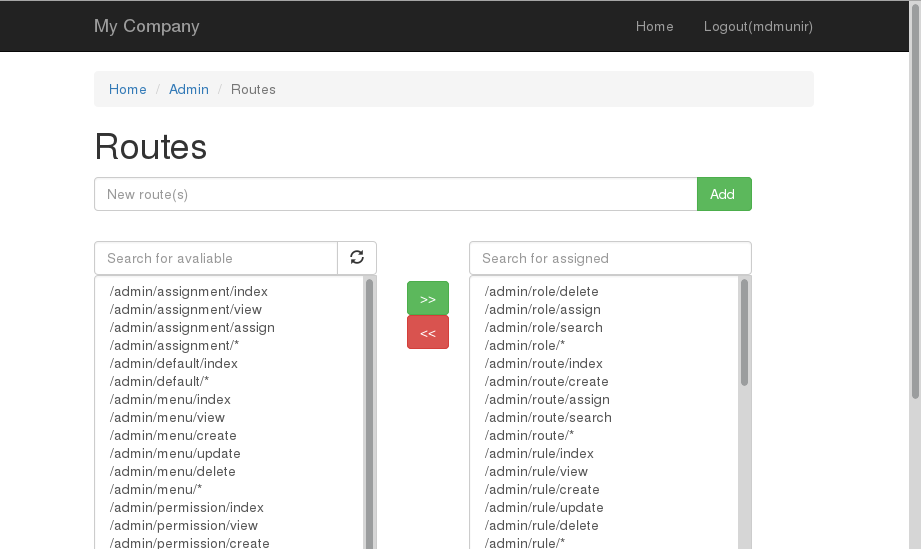 My Company
Home
Logout(mdmunir)
Home / Admin / Routes
Routes
New route(s)
Add
Search for avaliable
/admin/assignment/index
/admin/assignment/view
/admin/assignment/assign
/admin/assignment/*
/admin/default/index
/admin/default/*
/admin/menu/index
/admin/menu/view
/admin/menu/create
/admin/menu/update
/admin/menu/delete
/admin/menu/*
/admin/permission/index
/admin/permission/view
/admin/permission/create
>>
<<
Search for assigned
/admin/role/delete
/admin/role/assign
/admin/role/search
/admin/role/*
/admin/route/index
/admin/route/create
/admin/route/assign
/admin/route/search
/admin/route/*
/admin/rule/index
/admin/rule/view
/admin/rule/create
/admin/rule/update
/admin/rule/delete
/admin/rule/*